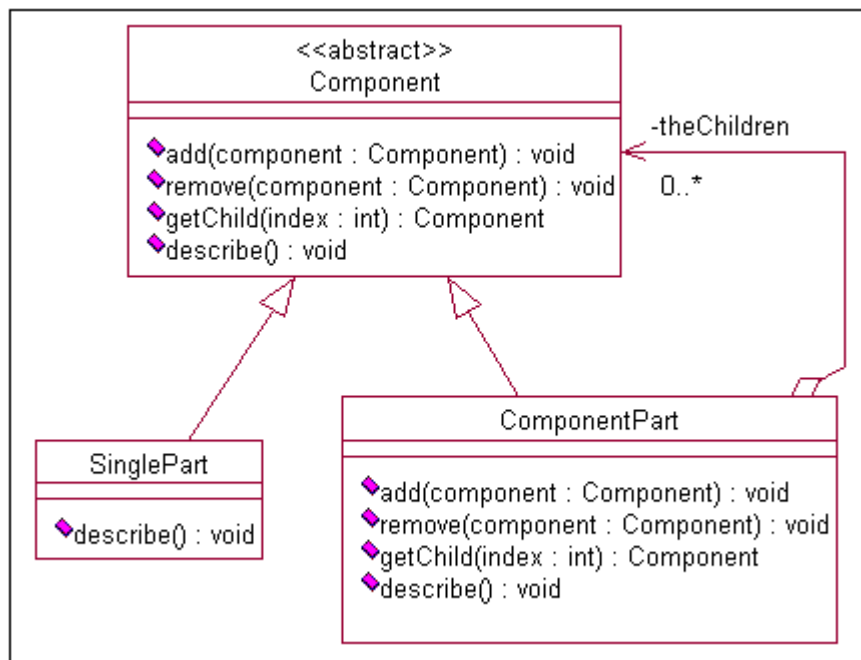 <<abstract>>
Component
add(component : Component) : void
remove(component : Component) : void
getChild(index : int) : Component
describe() : void
-theChildren
0..*
SinglePart
describe() : void
ComponentPart
add(component : Component) : void
remove(component : Component) : void
getChild(index : int) : Component
describe() : void